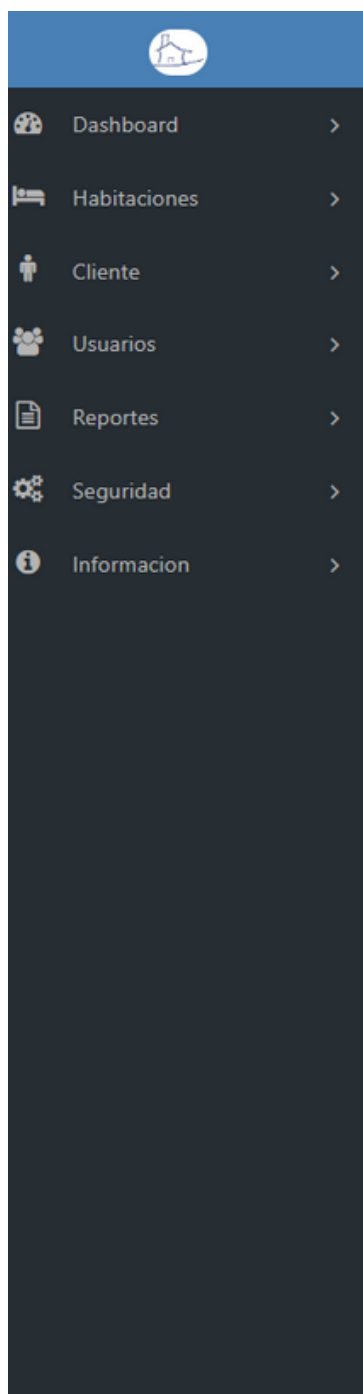 Dashboard
Habitaciones
Cliente
Usuarios
Reportes
Seguridad
Informacion